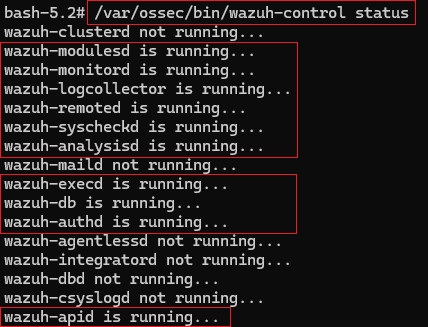 bash-5.2# /var/ossec/bin/wazuh-control status
wazuh-clusterd not running...
wazuh-modulesd is running...
wazuh-monitord is running...
wazuh-logcollector is running...
wazuh-remoted is running...
wazuh-syscheckd is running...
wazuh-analysisd is running...
wazuh-maild not running...
wazuh-execd is running...
wazuh-db is running...
wazuh-authd is running...
wazuh-agentlessd not running...
wazuh-integratord not running...
wazuh-dbd not running...
wazuh-csyslogd not running...
wazuh-apid is running...